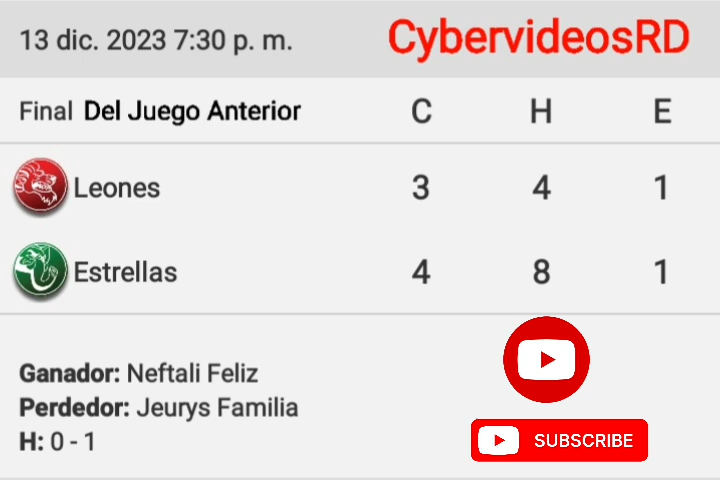 13 dic. 2023 7:30 p. m. CybervideosRD
Final Del Juego Anterior C H E
Leones 3 4 1
Estrellas 4 8 1
Ganador: Neftali Feliz
Perdedor: Jeurys Familia
H: 0 - 1
SUBSCRIBE